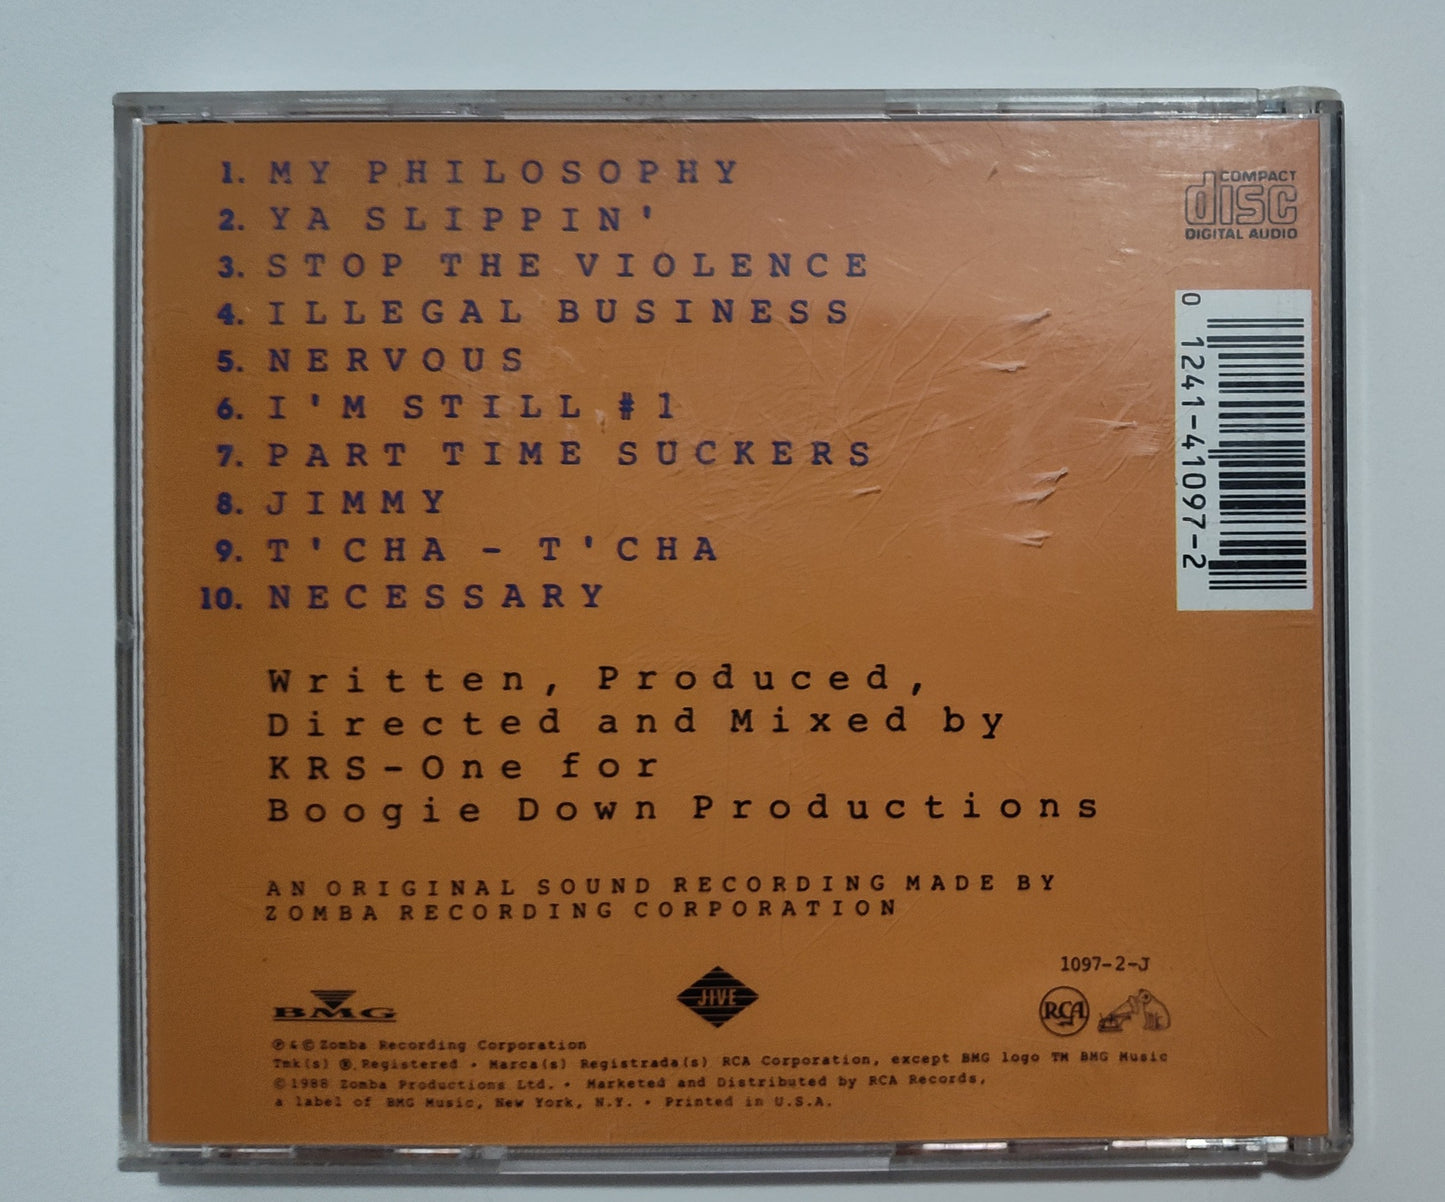 1. MY PHILOSOPHY
2. YA SLIPPIN'
3. STOP THE VIOLENCE
4. ILLEGAL BUSINESS
5. NERVOUS
6. I'M STILL #1
7. PART TIME SUCKERS
8. JIMMY
9. T'CHA - T'CHA
10. NECESSARY
COMPACT
disc
DIGITAL AUDIO
0 1241-41097-2
Written, Produced,
Directed and Mixed by
KRS-One for
Boogie Down Productions
AN ORIGINAL SOUND RECORDING MADE BY
ZOMBA RECORDING CORPORATION
1097-2-J
BMG
JIVE
RCA
℗ & © Zomba Recording Corporation
Tmk(s) ®, Registered • Marca(s) Registrada(s) RCA Corporation, except BMG logo TM BMG Music
© 1988 Zomba Productions Ltd. • Marketed and Distributed by RCA Records,
a label of BMG Music, New York, N.Y. • Printed in U.S.A.